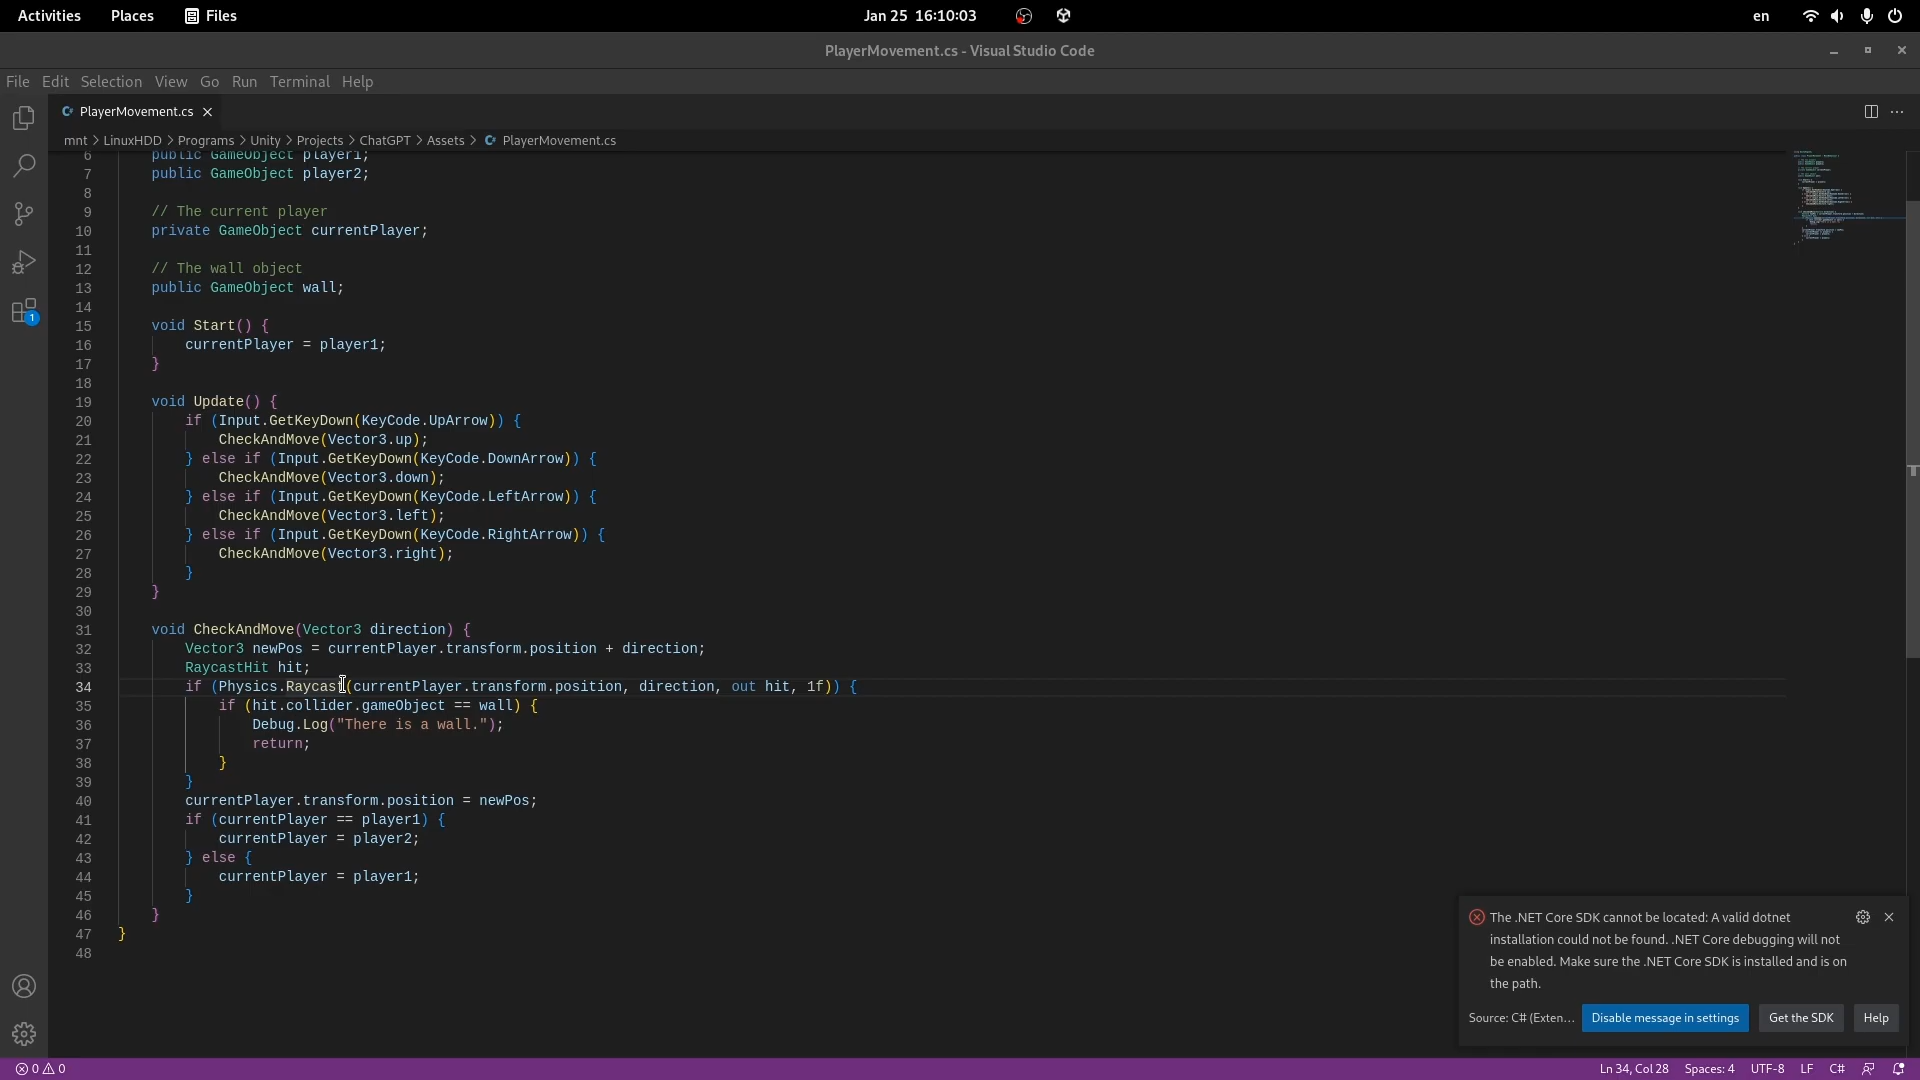 Activities Places Files Jan 25 16:10:03 en
PlayerMovement.cs - Visual Studio Code
File Edit Selection View Go Run Terminal Help
C# PlayerMovement.cs
mnt > LinuxHDD > Programs > Unity > Projects > ChatGPT > Assets > C# PlayerMovement.cs
6 public GameObject player1;
7 public GameObject player2;
8
9 // The current player
10 private GameObject currentPlayer;
11
12 // The wall object
13 public GameObject wall;
14
15 void Start() {
16 currentPlayer = player1;
17 }
18
19 void Update() {
20 if (Input.GetKeyDown(KeyCode.UpArrow)) {
21 CheckAndMove(Vector3.up);
22 } else if (Input.GetKeyDown(KeyCode.DownArrow)) {
23 CheckAndMove(Vector3.down);
24 } else if (Input.GetKeyDown(KeyCode.LeftArrow)) {
25 CheckAndMove(Vector3.left);
26 } else if (Input.GetKeyDown(KeyCode.RightArrow)) {
27 CheckAndMove(Vector3.right);
28 }
29 }
30
31 void CheckAndMove(Vector3 direction) {
32 Vector3 newPos = currentPlayer.transform.position + direction;
33 RaycastHit hit;
34 if (Physics.Raycast(currentPlayer.transform.position, direction, out hit, 1f)) {
35 if (hit.collider.gameObject == wall) {
36 Debug.Log("There is a wall.");
37 return;
38 }
39 }
40 currentPlayer.transform.position = newPos;
41 if (currentPlayer == player1) {
42 currentPlayer = player2;
43 } else {
44 currentPlayer = player1;
45 }
46 }
47 }
48
1
The .NET Core SDK cannot be located: A valid dotnet
installation could not be found. .NET Core debugging will not
be enabled. Make sure the .NET Core SDK is installed and is on
the path.
Source: C# (Exten... Disable message in settings Get the SDK Help
0 0 Ln 34, Col 28 Spaces: 4 UTF-8 LF C#